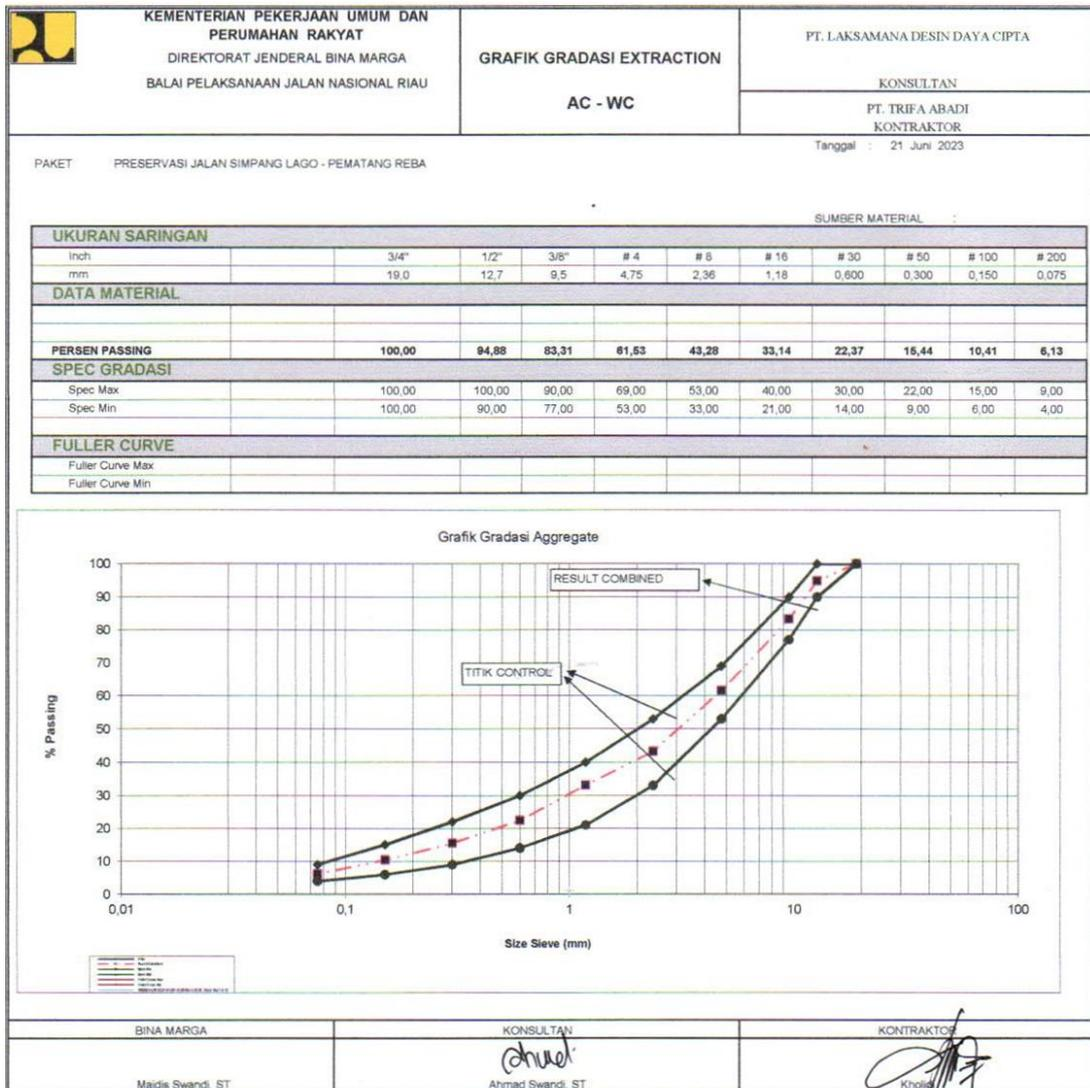 KEMENTERIAN PEKERJAAN UMUM DAN
PERUMAHAN RAKYAT
DIREKTORAT JENDERAL BINA MARGA
BALAI PELAKSANAAN JALAN NASIONAL RIAU
GRAFIK GRADASI EXTRACTION
AC - WC
PT. LAKSAMANA DESIN DAYA CIPTA
KONSULTAN
PT. TRIFA ABADI
KONTRAKTOR
Tanggal : 21 Juni 2023
PAKET PRESERVASI JALAN SIMPANG LAGO - PEMATANG REBA
SUMBER MATERIAL :
UKURAN SARINGAN
Inch 3/4" 1/2" 3/8" # 4 # 8 # 16 # 30 # 50 # 100 # 200
mm 19,0 12,7 9,5 4,75 2,36 1,18 0,600 0,300 0,150 0,075
DATA MATERIAL
PERSEN PASSING 100,00 94,88 83,31 61,53 43,28 33,14 22,37 15,44 10,41 6,13
SPEC GRADASI
Spec Max 100,00 100,00 90,00 69,00 53,00 40,00 30,00 22,00 15,00 9,00
Spec Min 100,00 90,00 77,00 53,00 33,00 21,00 14,00 9,00 6,00 4,00
FULLER CURVE
Fuller Curve Max
Fuller Curve Min
Grafik Gradasi Aggregate
RESULT COMBINED
TITIK CONTROL
% Passing
100
90
80
70
60
50
40
30
20
10
0
0,01 0,1 1 10 100
Size Sieve (mm)
BINA MARGA KONSULTAN KONTRAKTOR
Majdis Swandi, ST Ahmad Swandi, ST